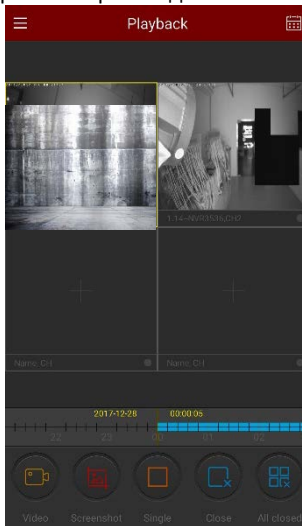 Playback
1.14-NVR3536,CH2
Name. CH
Name. CH
2017-12-28 00:00:05
22 23 00 01 02
Video Screenshot Single Close All closed